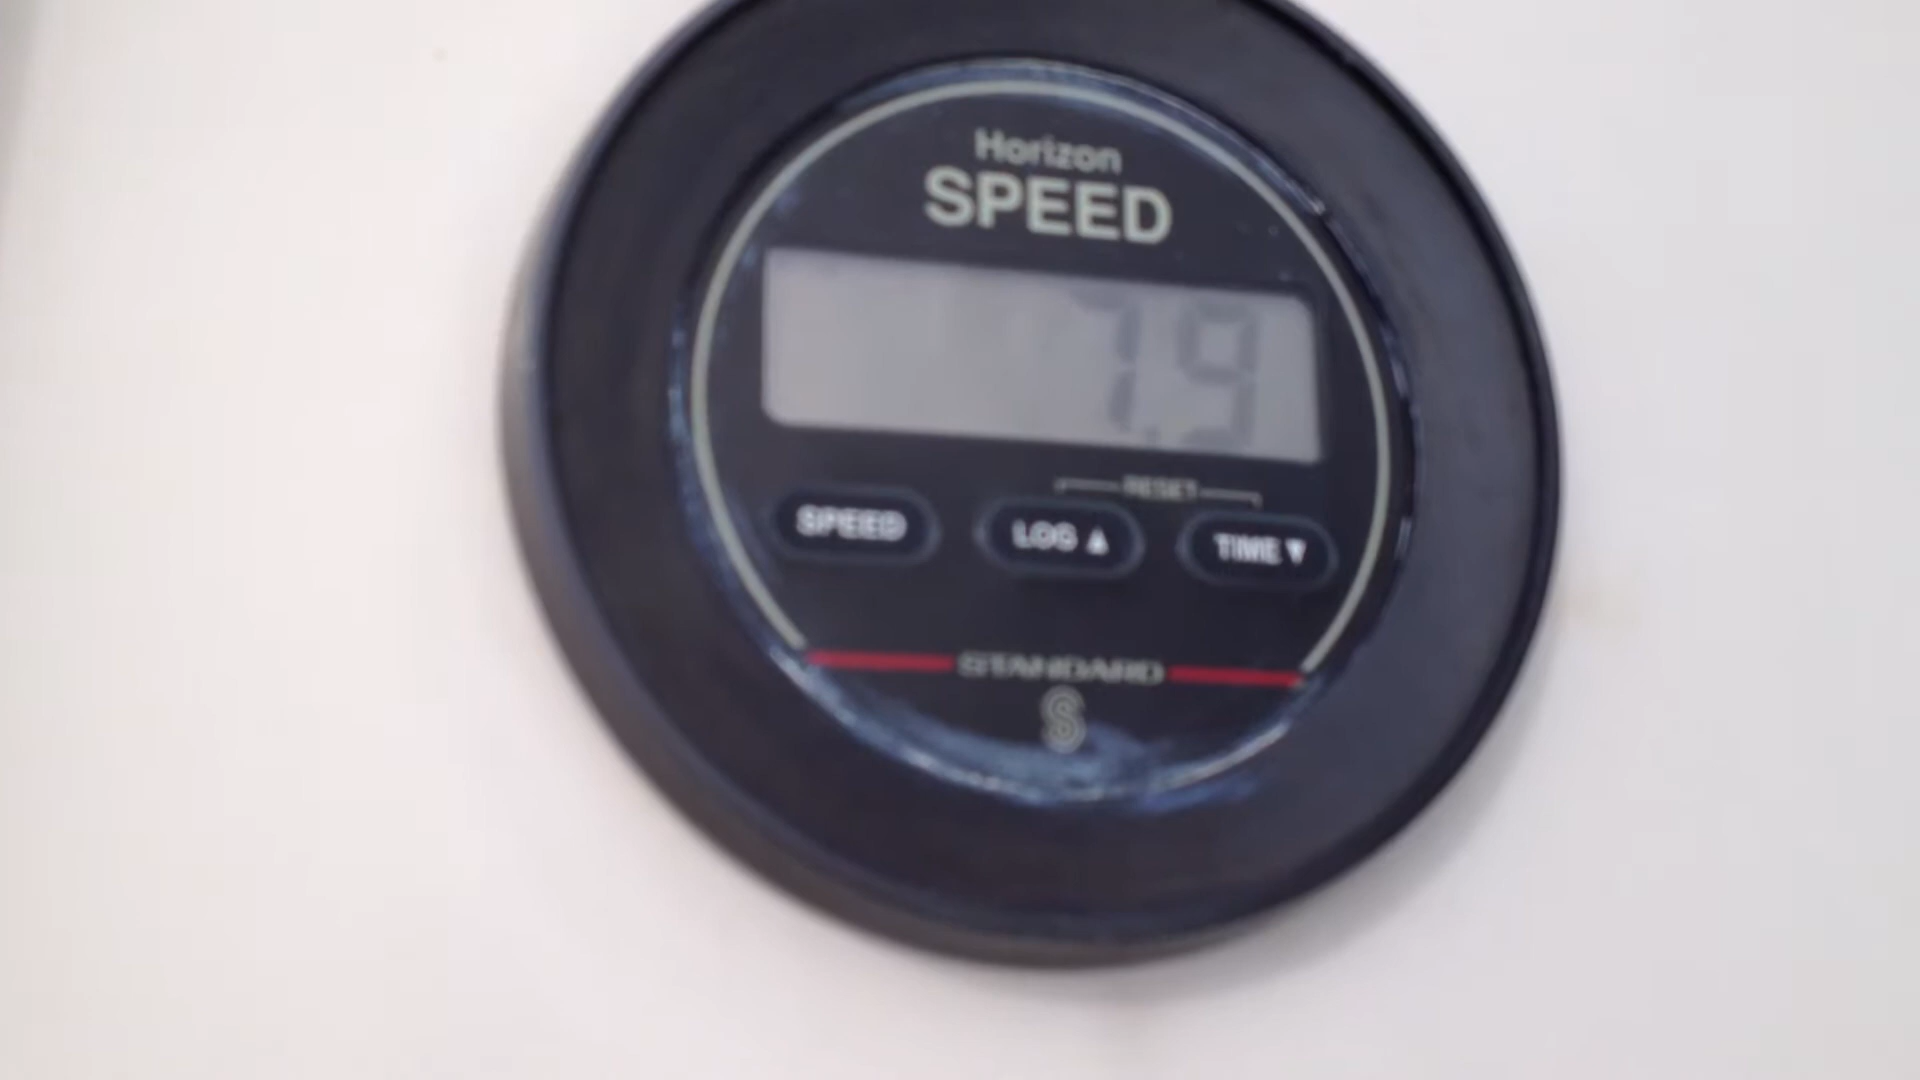 Horizon
SPEED
7.9
RESET
SPEED LOG ▲ TIME ▼
STANDARD
S